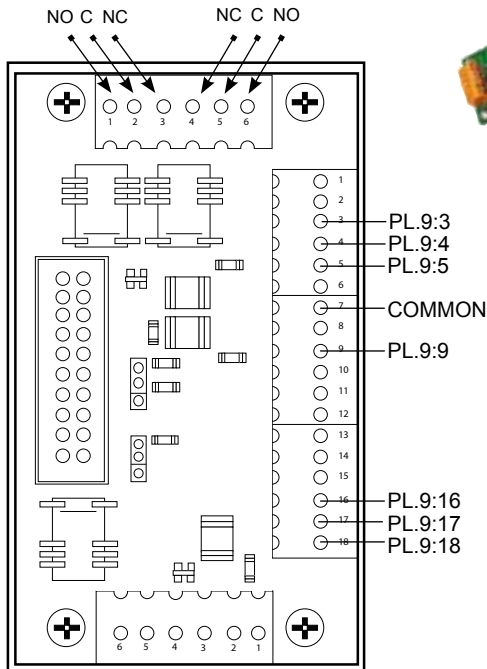 NO C NC NC C NO
1 2 3 4 5 6
1
2
3 PL.9:3
4 PL.9:4
5 PL.9:5
6
7 COMMON
8
9 PL.9:9
10
11
12
13
14
15
16 PL.9:16
17 PL.9:17
18 PL.9:18
6 5 4 3 2 1